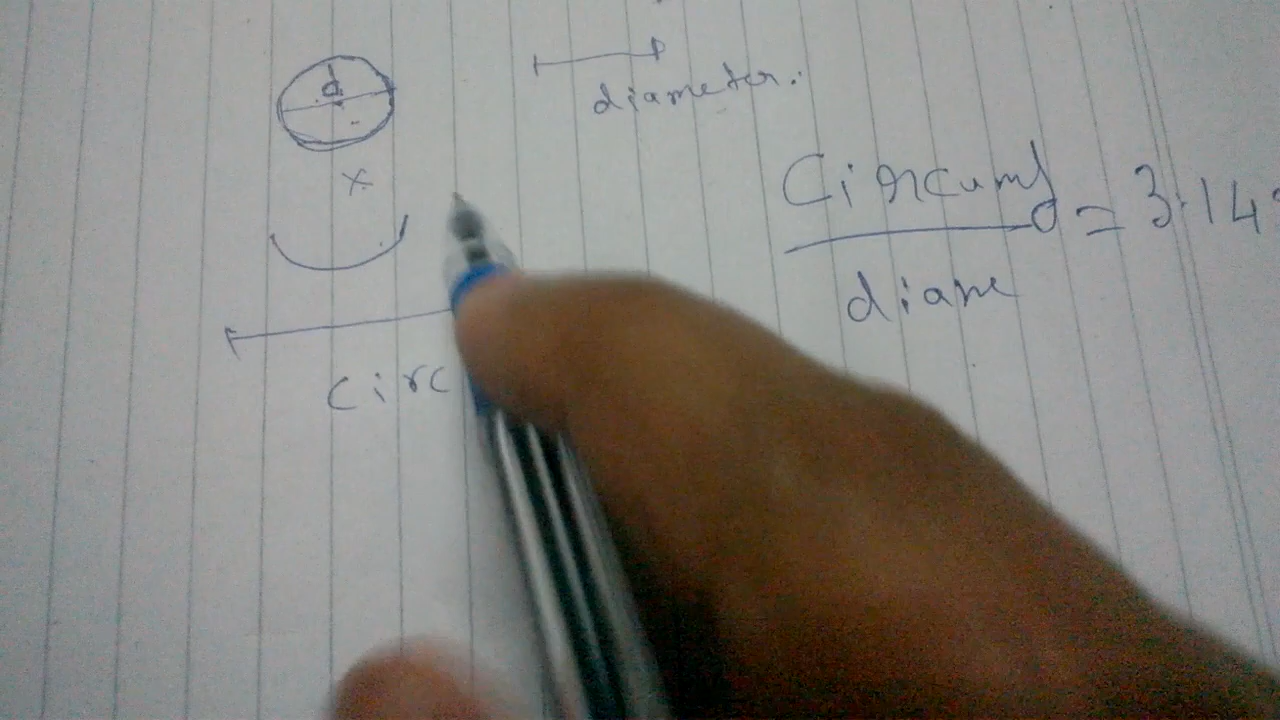 d
diameter.
x
Circumf
diame
= 3.14
circ